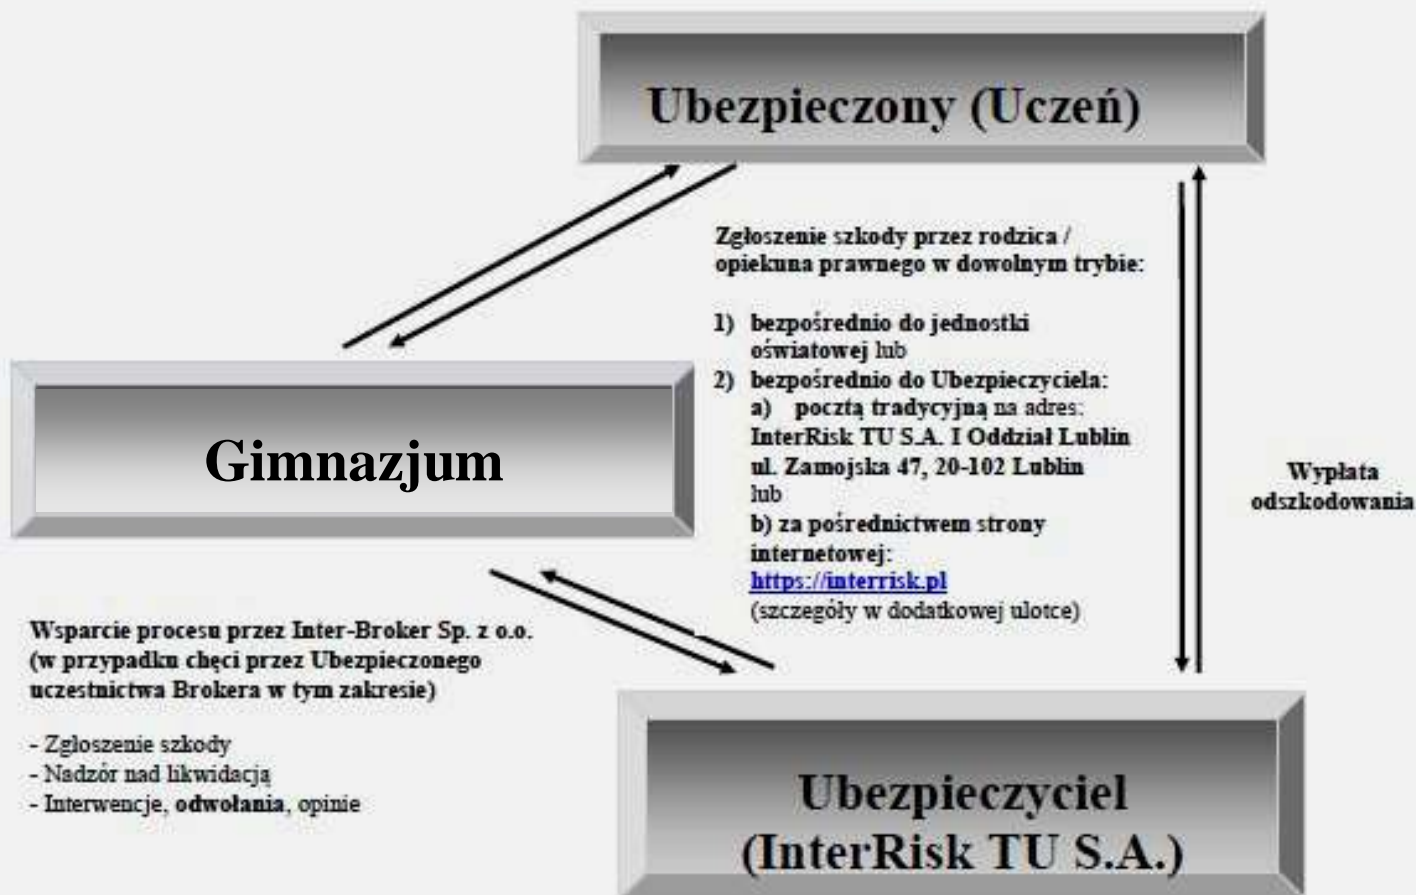 Ubezpieczony (Uczeń)
Zgłoszenie szkody przez rodzica /
opiekuna prawnego w dowolnym trybie:
1) bezpośrednio do jednostki
oświatowej lub
2) bezpośrednio do Ubezpieczyciela:
a) pocztą tradycyjną na adres:
InterRisk TU S.A. I Oddział Lublin
ul. Zamojska 47, 20-102 Lublin
lub
b) za pośrednictwem strony
internetowej:
https://interrisk.pl
(szczegóły w dodatkowej ulotce)
Gimnazjum
Wypłata
odszkodowania
Wsparcie procesu przez Inter-Broker Sp. z o.o.
(w przypadku chęci przez Ubezpieczonego
uczestnictwa Brokera w tym zakresie)
- Zgłoszenie szkody
- Nadzór nad likwidacją
- Interwencje, odwołania, opinie
Ubezpieczyciel
(InterRisk TU S.A.)